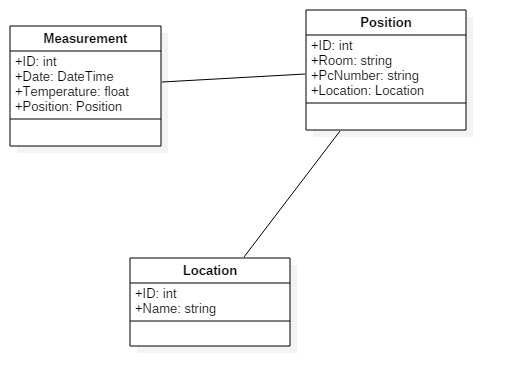 Measurement
+ID: int
+Date: DateTime
+Temperature: float
+Position: Position
Position
+ID: int
+Room: string
+PcNumber: string
+Location: Location
Location
+ID: int
+Name: string